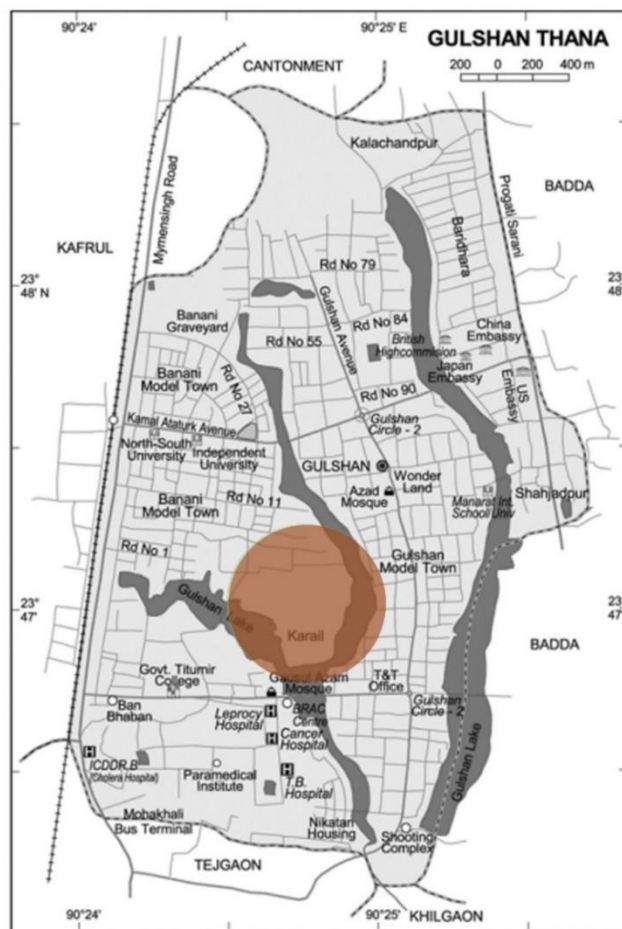 90°24'
90°25' E
GULSHAN THANA
200 0 200 400 m
CANTONMENT
Kalachandpur
BADDA
Progati Sarani
Mymensingh Road
KAFRUL
Baridhara
Rd No 79
Gulshan Avenue
23°
48' N
23°
48'
Banani
Graveyard
Rd No 84
Rd No 55
British
Highcommision
China
Embassy
Japan
Embassy
US
Embassy
Banani
Model Town
Rd No 27
Rd No 90
Kamal Ataturk Avenue
Gulshan
Circle - 2
North-South
University
Independent
University
GULSHAN
Wonder
Land
Azad
Mosque
Banani
Model Town
Rd No 11
Manarat Int.
School Univ
Shahjadpur
Rd No 1
Gulshan
Model Town
23°
47'
23°
47'
Gulshan Lake
Karail
BADDA
Govt. Titumir
College
Gausul Azam
Mosque
T&T
Office
Ban
Bhaban
Leprocy
Hospital
BRAC
Centre
Gulshan
Circle - 2
Cancer
Hospital
ICDDR,B
(Cholera Hospital)
Paramedical
Institute
T.B.
Hospital
Gulshan Lake
Mohakhali
Bus Terminal
Nikatan
Housing
Shooting
Complex
TEJGAON
KHILGAON
90°24'
90°25'